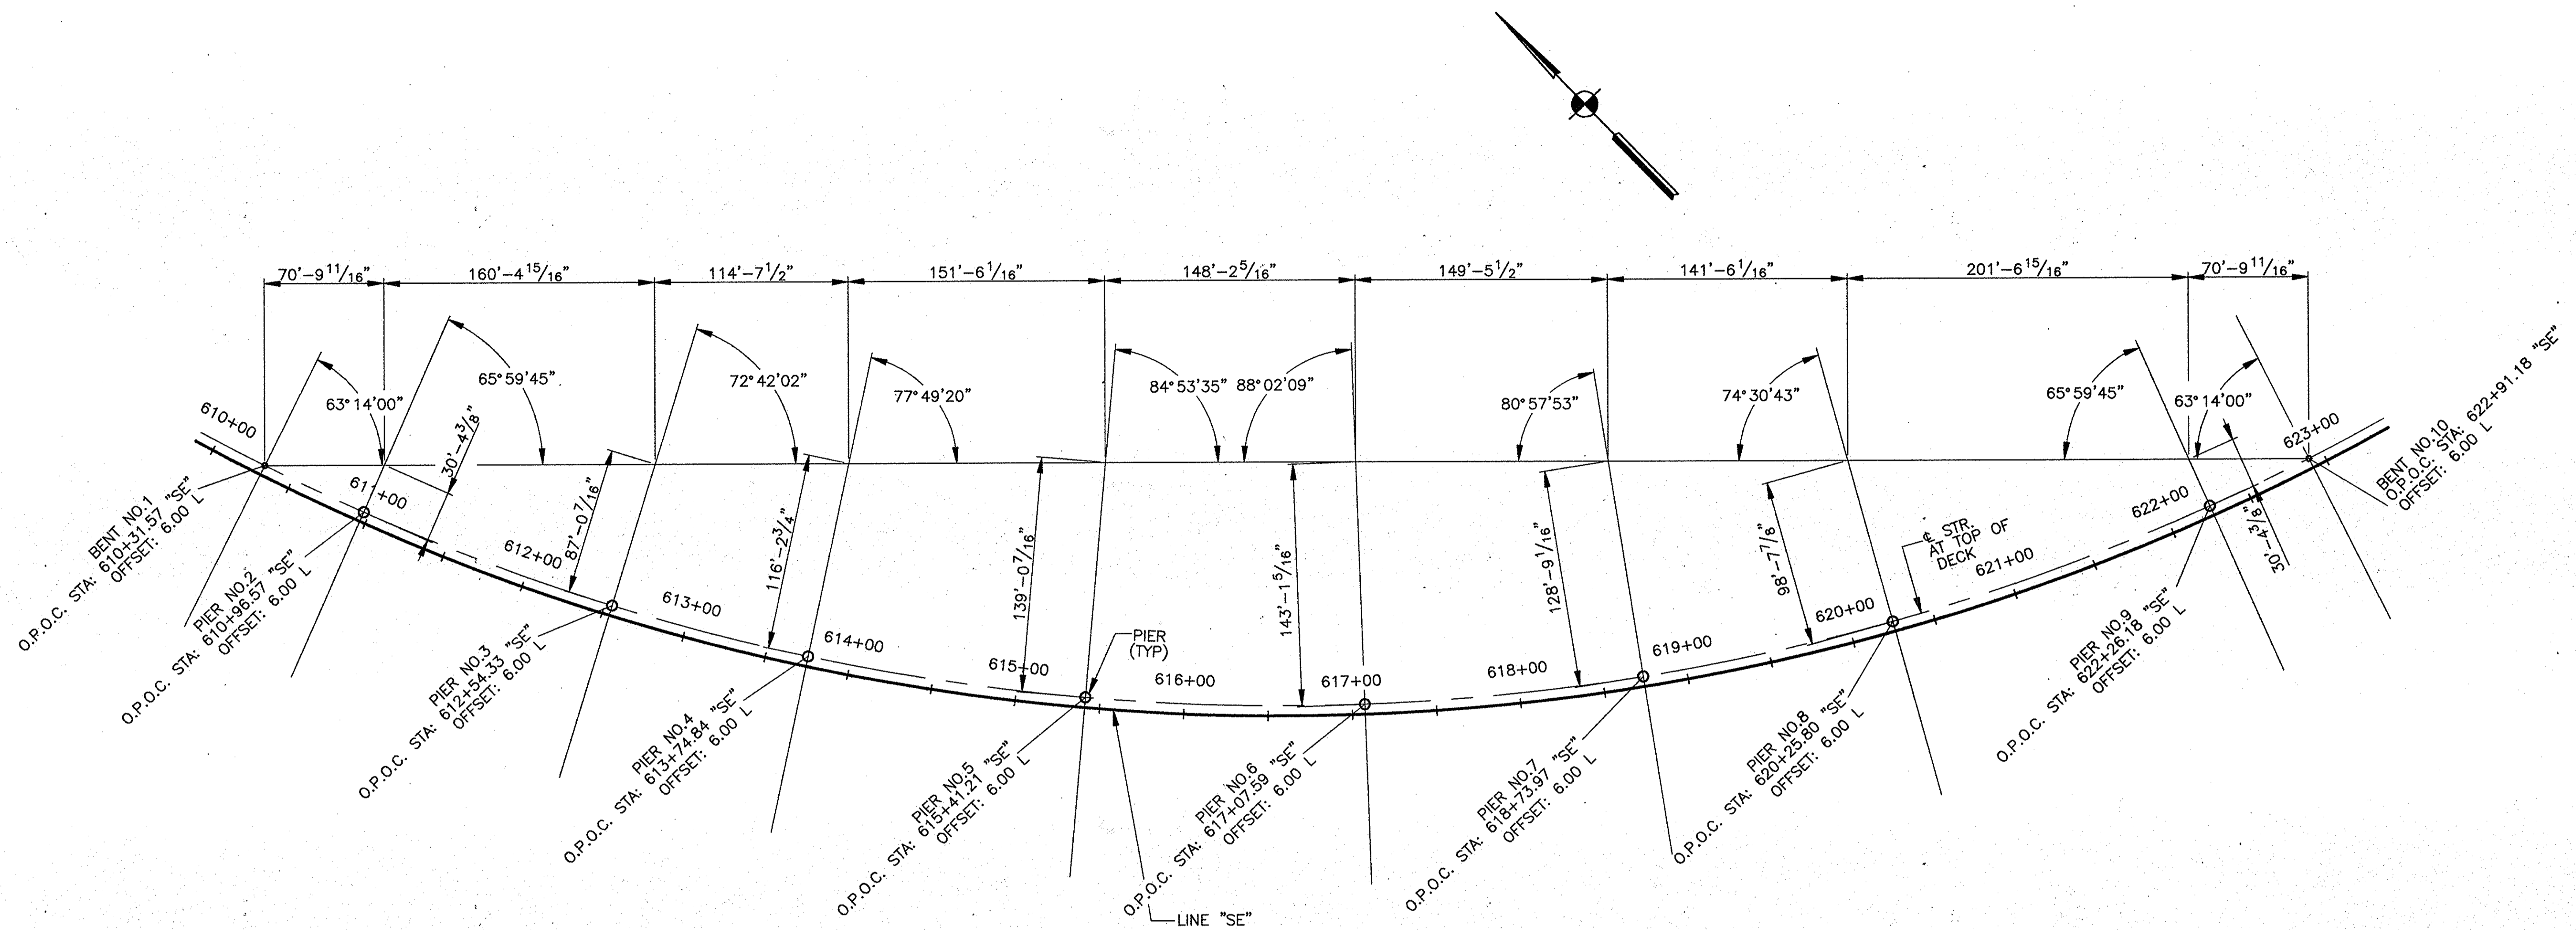 70'-9 11/16"
160'-4 15/16"
114'-7 1/2"
151'-6 1/16"
148'-2 5/16"
149'-5 1/2"
141'-6 1/16"
201'-6 15/16"
70'-9 11/16"
63°14'00"
65°59'45"
72°42'02"
77°49'20"
84°53'35"
88°02'09"
80°57'53"
74°30'43"
65°59'45"
63°14'00"
30'-4 3/8"
87'-0 7/16"
116'-2 3/4"
139'-0 7/16"
143'-1 5/16"
128'-9 1/16"
98'-7 7/8"
30'-4 3/8"
610+00
611+00
612+00
613+00
614+00
615+00
616+00
617+00
618+00
619+00
620+00
621+00
622+00
623+00
PIER
(TYP)
℄ STR.
AT TOP OF
DECK
LINE "SE"
BENT NO.1
O.P.O.C. STA: 610+31.57 "SE"
OFFSET: 6.00 L
PIER NO.2
O.P.O.C. STA: 610+96.57 "SE"
OFFSET: 6.00 L
PIER NO.3
O.P.O.C. STA: 612+54.33 "SE"
OFFSET: 6.00 L
PIER NO.4
O.P.O.C. STA: 613+74.84 "SE"
OFFSET: 6.00 L
PIER NO.5
O.P.O.C. STA: 615+41.21 "SE"
OFFSET: 6.00 L
PIER NO.6
O.P.O.C. STA: 617+07.59 "SE"
OFFSET: 6.00 L
PIER NO.7
O.P.O.C. STA: 618+73.97 "SE"
OFFSET: 6.00 L
PIER NO.8
O.P.O.C. STA: 620+25.80 "SE"
OFFSET: 6.00 L
PIER NO.9
O.P.O.C. STA: 622+26.18 "SE"
OFFSET: 6.00 L
BENT NO.10
O.P.O.C. STA: 622+91.18 "SE"
OFFSET: 6.00 L